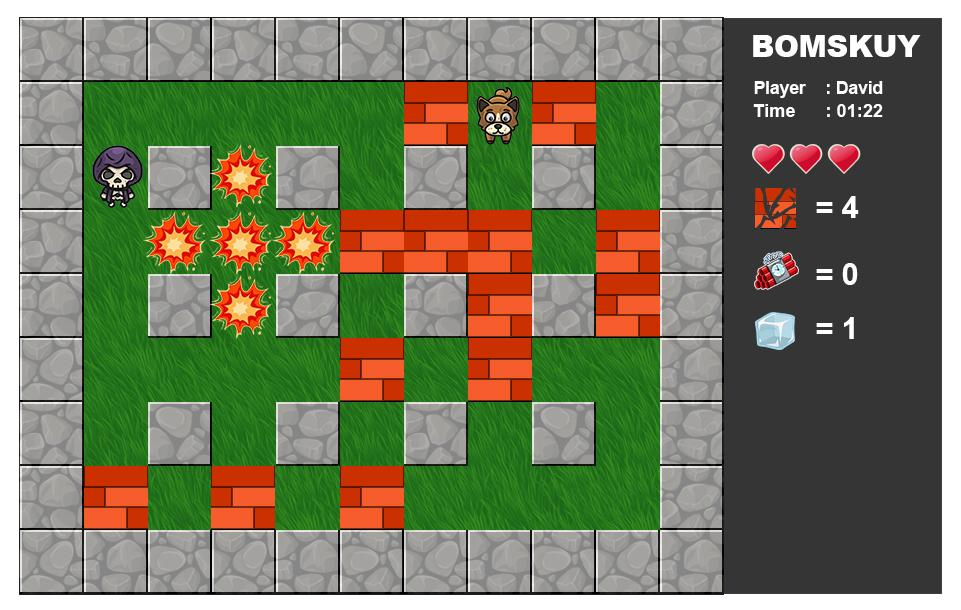 BOMSKUY
Player : David
Time : 01:22
= 4
= 0
= 1